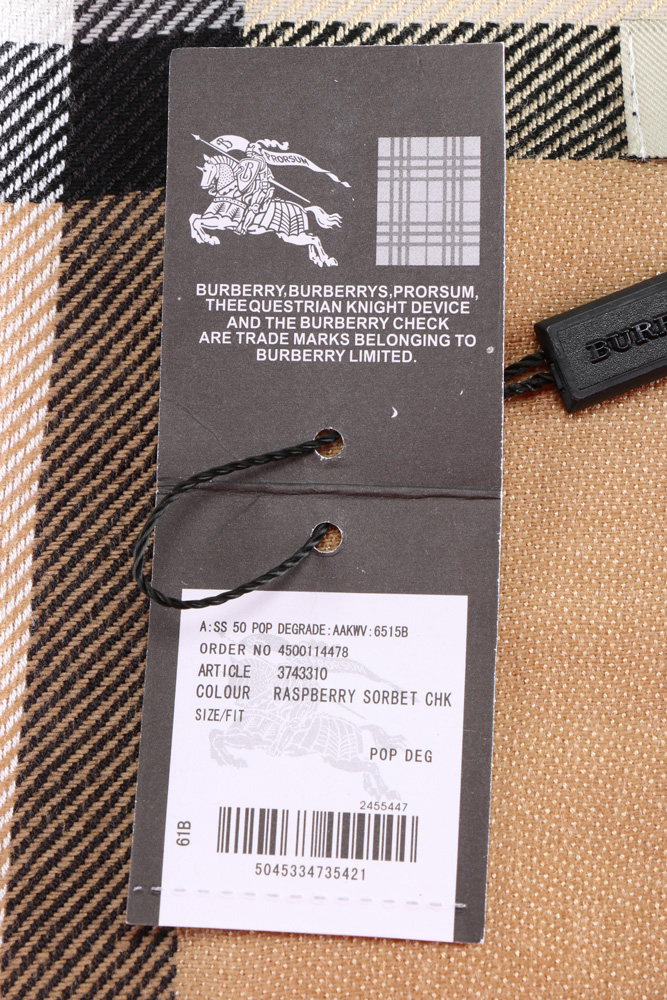 PRORSUM
BURBERRY,BURBERRYS,PRORSUM,
THEEQUESTRIAN KNIGHT DEVICE
AND THE BURBERRY CHECK
ARE TRADE MARKS BELONGING TO
BURBERRY LIMITED.
BURB
A:SS 50 POP DEGRADE:AAKWV:6515B
ORDER NO 4500114478
ARTICLE 3743310
COLOUR RASPBERRY SORBET CHK
SIZE/FIT
POP DEG
2455447
61B
5045334735421